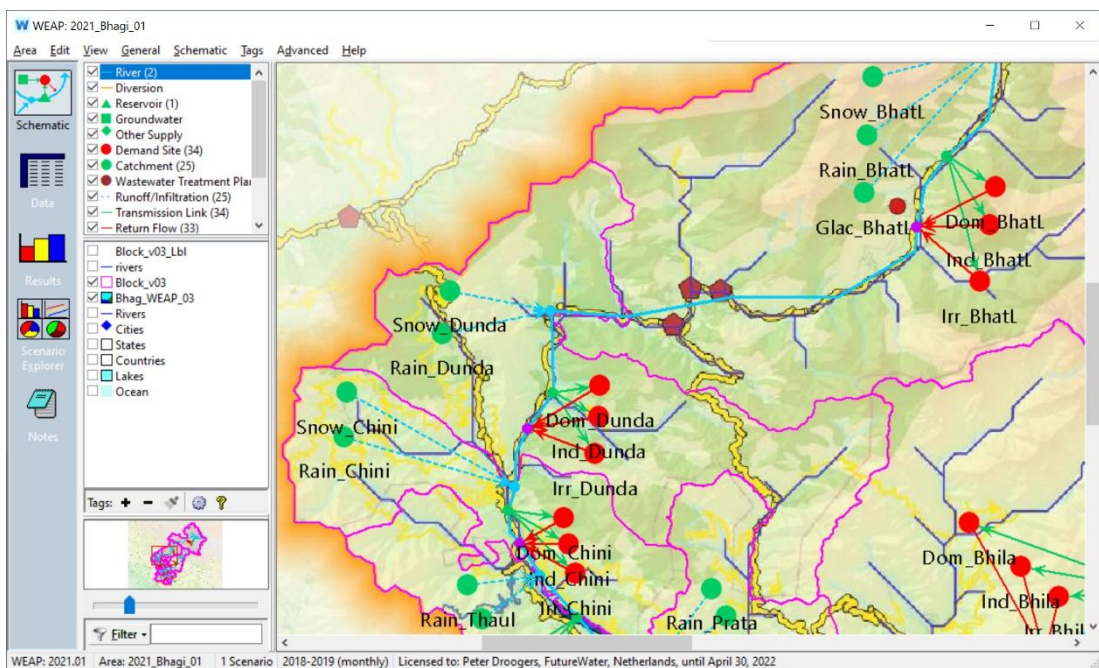 WEAP: 2021_Bhagi_01
Area Edit View General Schematic Tags Advanced Help
Schematic
Data
Results
Scenario
Explorer
Notes
River (2)
Diversion
Reservoir (1)
Groundwater
Other Supply
Demand Site (34)
Catchment (25)
Wastewater Treatment Plan
Runoff/Infiltration (25)
Transmission Link (34)
Return Flow (33)
Block_v03_Lbl
rivers
Block_v03
Bhag_WEAP_03
Rivers
Cities
States
Countries
Lakes
Ocean
Tags:
Filter
Snow_BhatL
Rain_BhatL
Glac_BhatL
Dom_BhatL
Ind_BhatL
Irr_BhatL
Snow_Dunda
Rain_Dunda
Dom_Dunda
Ind_Dunda
Irr_Dunda
Snow_Chini
Rain_Chini
Dom_Chini
Ind_Chini
Irr_Chini
Rain_Thaul
Rain_Prata
Dom_Bhila
Ind_Bhila
Irr_Bhil
WEAP: 2021.01 Area: 2021_Bhagi_01 1 Scenario 2018-2019 (monthly) Licensed to: Peter Droogers, FutureWater, Netherlands, until April 30, 2022